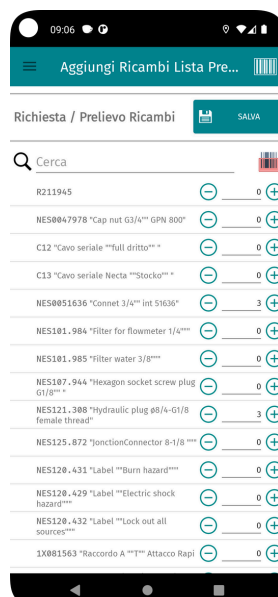 09:06
Aggiungi Ricambi Lista Pre...
Richiesta / Prelievo Ricambi
SALVA
Cerca
R211945 0
NES0047978 "Cap nut G3/4"" GPN 800" 0
C12 "Cavo seriale ""full dritto"" " 0
C13 "Cavo seriale Necta ""Stocko"" " 0
NES0051636 "Connet 3/4"" int 51636" 3
NES101.984 "Filter for flowmeter 1/4""" 0
NES101.985 "Filter water 3/8""" 0
NES107.944 "Hexagon socket screw plug
G1/8"" " 0
NES121.308 "Hydraulic plug ø8/4-G1/8
female thread" 3
NES125.872 "JonctionConnector 8-1/8 """ 0
NES120.431 "Label ""Burn hazard""" 0
NES120.429 "Label ""Electric shock
hazard""" 0
NES120.432 "Label ""Lock out all
sources""" 0
1X081563 "Raccordo A ""T"" Attacco Rapi 0